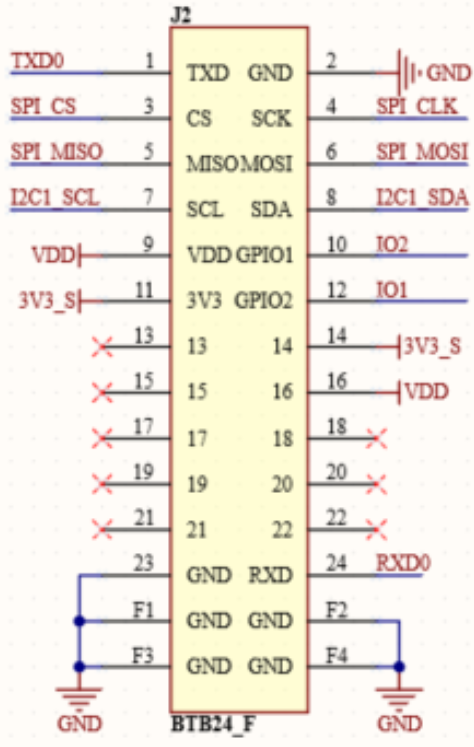 J2
TXD0 1 TXD GND 2 GND
SPI_CS 3 CS SCK 4 SPI_CLK
SPI_MISO 5 MISO MOSI 6 SPI_MOSI
I2C1_SCL 7 SCL SDA 8 I2C1_SDA
VDD 9 VDD GPIO1 10 IO2
3V3_S 11 3V3 GPIO2 12 IO1
13 13 14 14 3V3_S
15 15 16 16 VDD
17 17 18 18
19 19 20 20
21 21 22 22
23 GND RXD 24 RXD0
F1 GND GND F2
F3 GND GND F4
GND BTB24_F GND